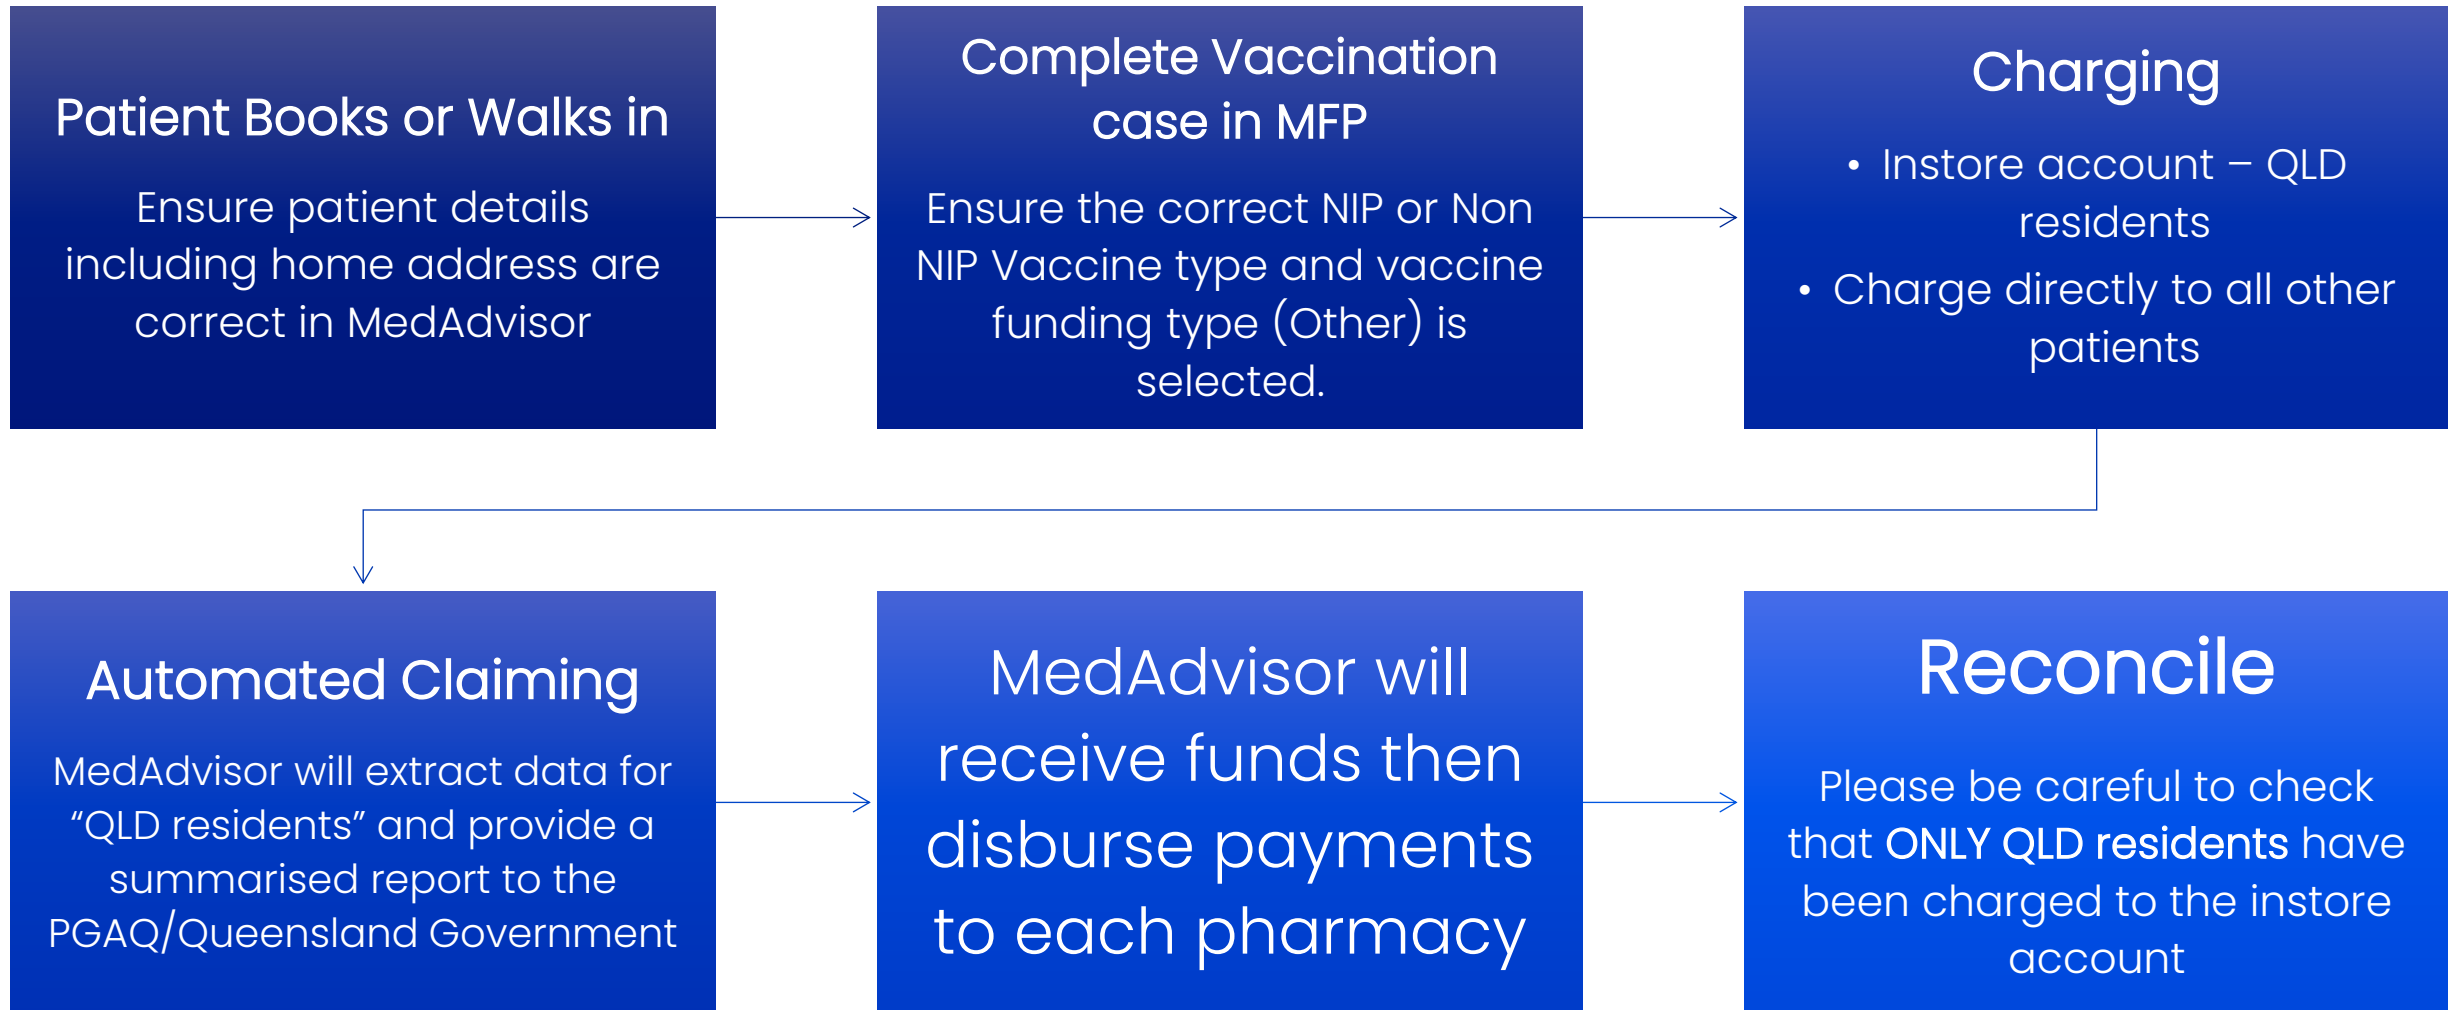 Patient Books or Walks in
Ensure patient details
including home address are
correct in MedAdvisor
Complete Vaccination
case in MFP
Ensure the correct NIP or Non
NIP Vaccine type and vaccine
funding type (Other) is
selected.
Charging
• Instore account – QLD
residents
• Charge directly to all other
patients
Automated Claiming
MedAdvisor will extract data for
“QLD residents” and provide a
summarised report to the
PGAQ/Queensland Government
MedAdvisor will
receive funds then
disburse payments
to each pharmacy
Reconcile
Please be careful to check
that ONLY QLD residents have
been charged to the instore
account